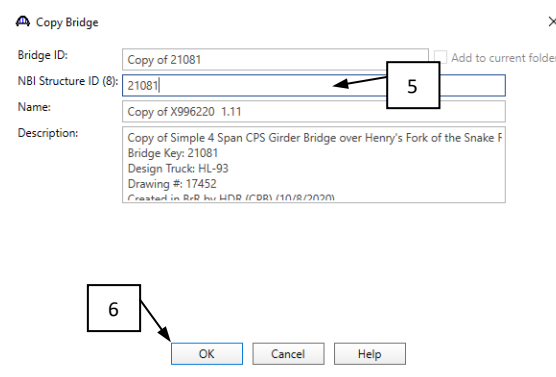 Copy Bridge
Bridge ID: Copy of 21081 Add to current folder
NBI Structure ID (8): 21081
5
Name: Copy of X996220 1.11
Description: Copy of Simple 4 Span CPS Girder Bridge over Henry's Fork of the Snake
Bridge Key: 21081
Design Truck: HL-93
Drawing #: 17452
Created in BrR by HDR (CPB) (10/8/2020)
6
OK Cancel Help